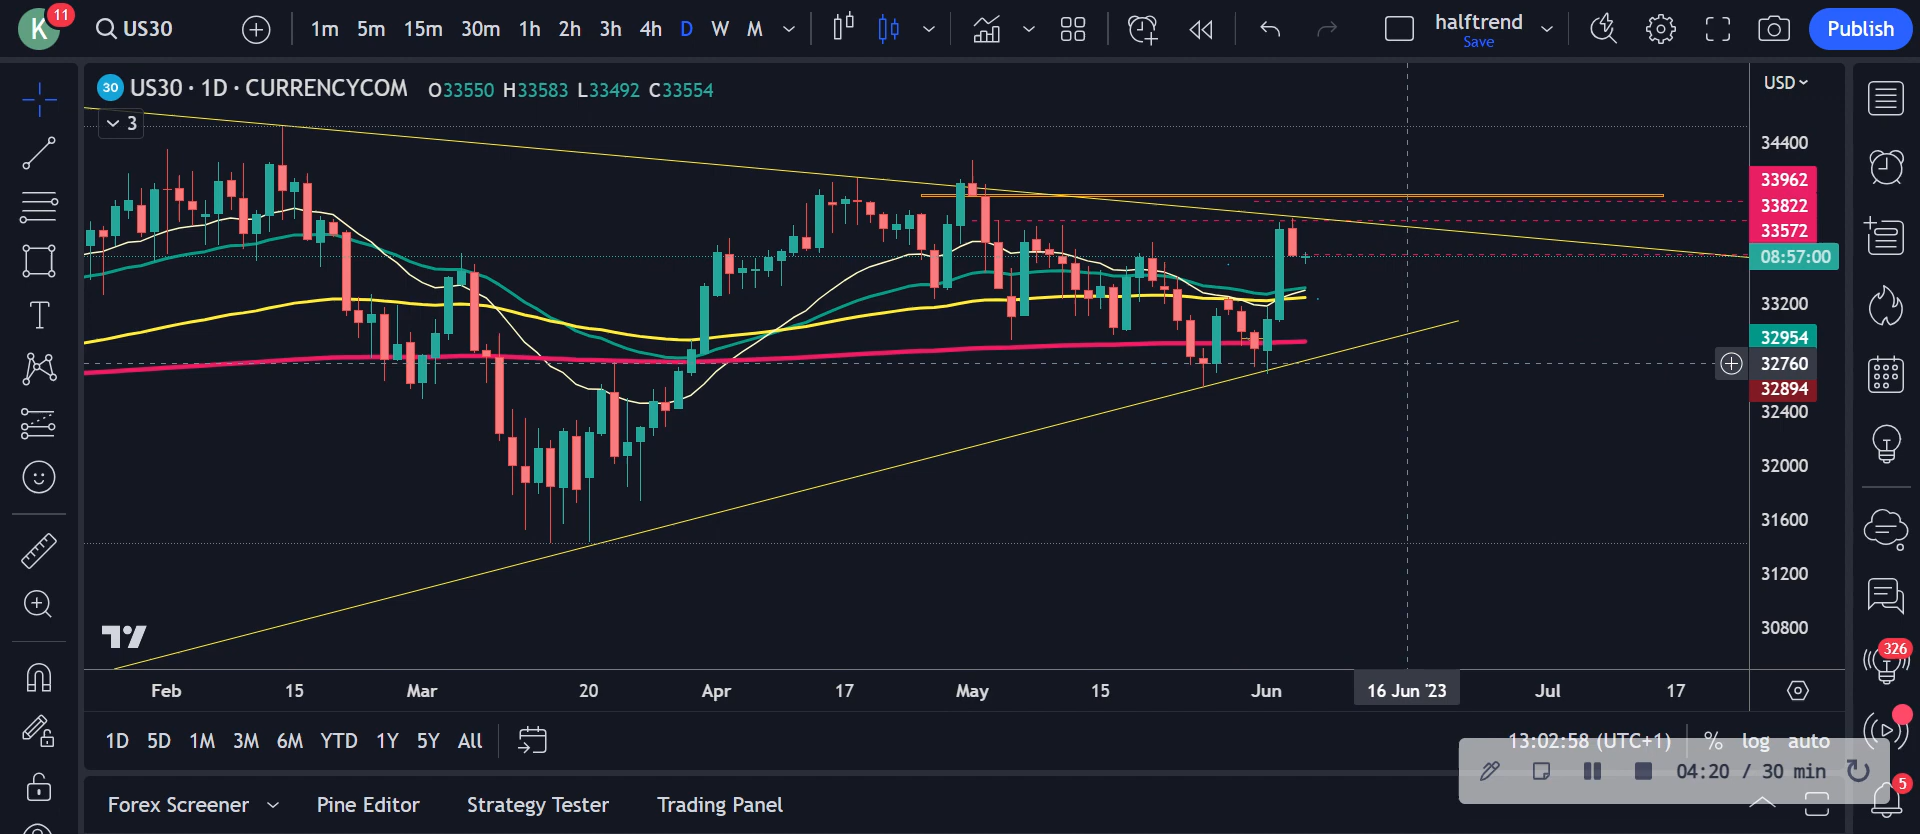 K 11 US30 1m 5m 15m 30m 1h 2h 3h 4h D W M halftrend Save Publish
30 US30 · 1D · CURRENCYCOM O33550 H33583 L33492 C33554
USD
3
34400
33962
33822
33572
08:57:00
33200
32954
32760
32894
32400
32000
31600
31200
30800
326
Feb 15 Mar 20 Apr 17 May 15 Jun 16 Jun '23 Jul 17
1D 5D 1M 3M 6M YTD 1Y 5Y All 13:02:58 (UTC+1) % log auto
04:20 / 30 min
5
Forex Screener Pine Editor Strategy Tester Trading Panel